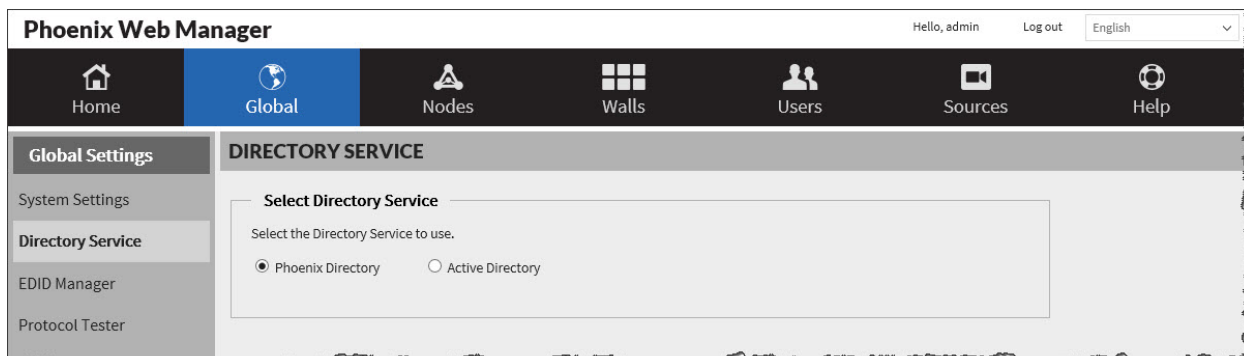 Phoenix Web Manager
Hello, admin Log out English
Home Global Nodes Walls Users Sources Help
Global Settings
DIRECTORY SERVICE
System Settings
Select Directory Service
Directory Service
Select the Directory Service to use.
Phoenix Directory Active Directory
EDID Manager
Protocol Tester